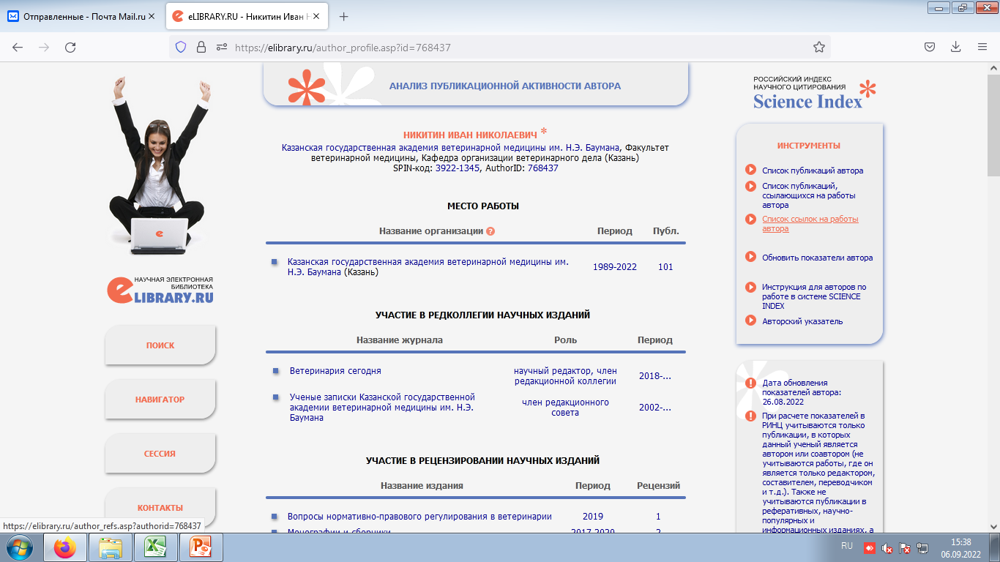 Отправленные - Почта Mail.ru
eLIBRARY.RU - Никитин Иван Н
https://elibrary.ru/author_profile.asp?id=768437
АНАЛИЗ ПУБЛИКАЦИОННОЙ АКТИВНОСТИ АВТОРА
НИКИТИН ИВАН НИКОЛАЕВИЧ *
Казанская государственная академия ветеринарной медицины им. Н.Э. Баумана, Факультет
ветеринарной медицины, Кафедра организации ветеринарного дела (Казань)
SPIN-код: 3922-1345, AuthorID: 768437
МЕСТО РАБОТЫ
Название организации ? Период Публ.
Казанская государственная академия ветеринарной медицины им.
Н.Э. Баумана (Казань)
1989-2022 101
УЧАСТИЕ В РЕДКОЛЛЕГИИ НАУЧНЫХ ИЗДАНИЙ
Название журнала Роль Период
Ветеринария сегодня
научный редактор, член
редакционной коллегии
2018-...
Ученые записки Казанской государственной
академии ветеринарной медицины им. Н.Э.
Баумана
член редакционного
совета
2002-...
УЧАСТИЕ В РЕЦЕНЗИРОВАНИИ НАУЧНЫХ ИЗДАНИЙ
Название издания Период Рецензий
Вопросы нормативно-правового регулирования в ветеринарии 2019 1
Монографии и сборники 2017-2020 2
НАУЧНАЯ ЭЛЕКТРОННАЯ
БИБЛИОТЕКА
eLIBRARY.RU
ПОИСК
НАВИГАТОР
СЕССИЯ
КОНТАКТЫ
РОССИЙСКИЙ ИНДЕКС
НАУЧНОГО ЦИТИРОВАНИЯ
Science Index
ИНСТРУМЕНТЫ
Список публикаций автора
Список публикаций,
ссылающихся на работы
автора
Список ссылок на работы
автора
Обновить показатели автора
Инструкция для авторов по
работе в системе SCIENCE
INDEX
Авторский указатель
Дата обновления
показателей автора:
26.08.2022
При расчете показателей в
РИНЦ учитываются только
публикации, в которых
данный ученый является
автором или соавтором (не
учитываются работы, где он
является только редактором,
составителем, переводчиком
и т.д.). Также не
учитываются публикации в
реферативных, научно-
популярных и
информационных изданиях, а
https://elibrary.ru/author_refs.asp?authorid=768437
RU
15:38
06.09.2022